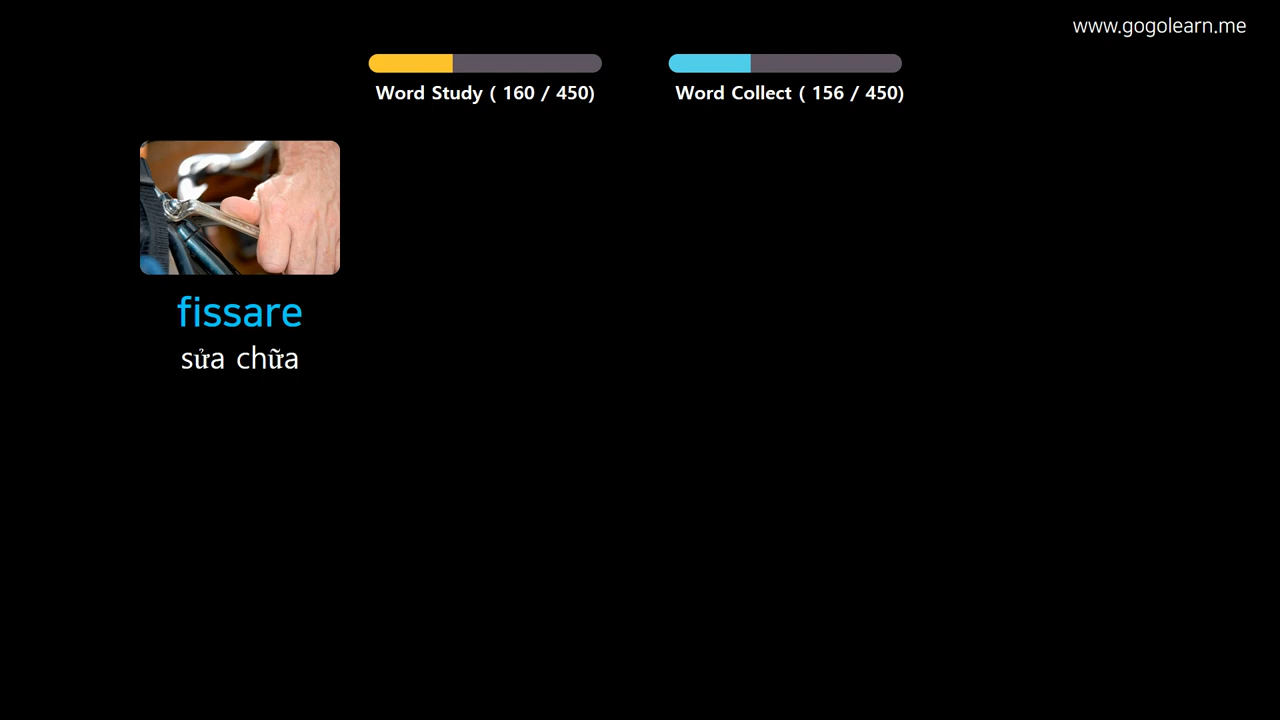 www.gogolearn.me
Word Study ( 160 / 450)
Word Collect ( 156 / 450)
fissare
sửa chữa